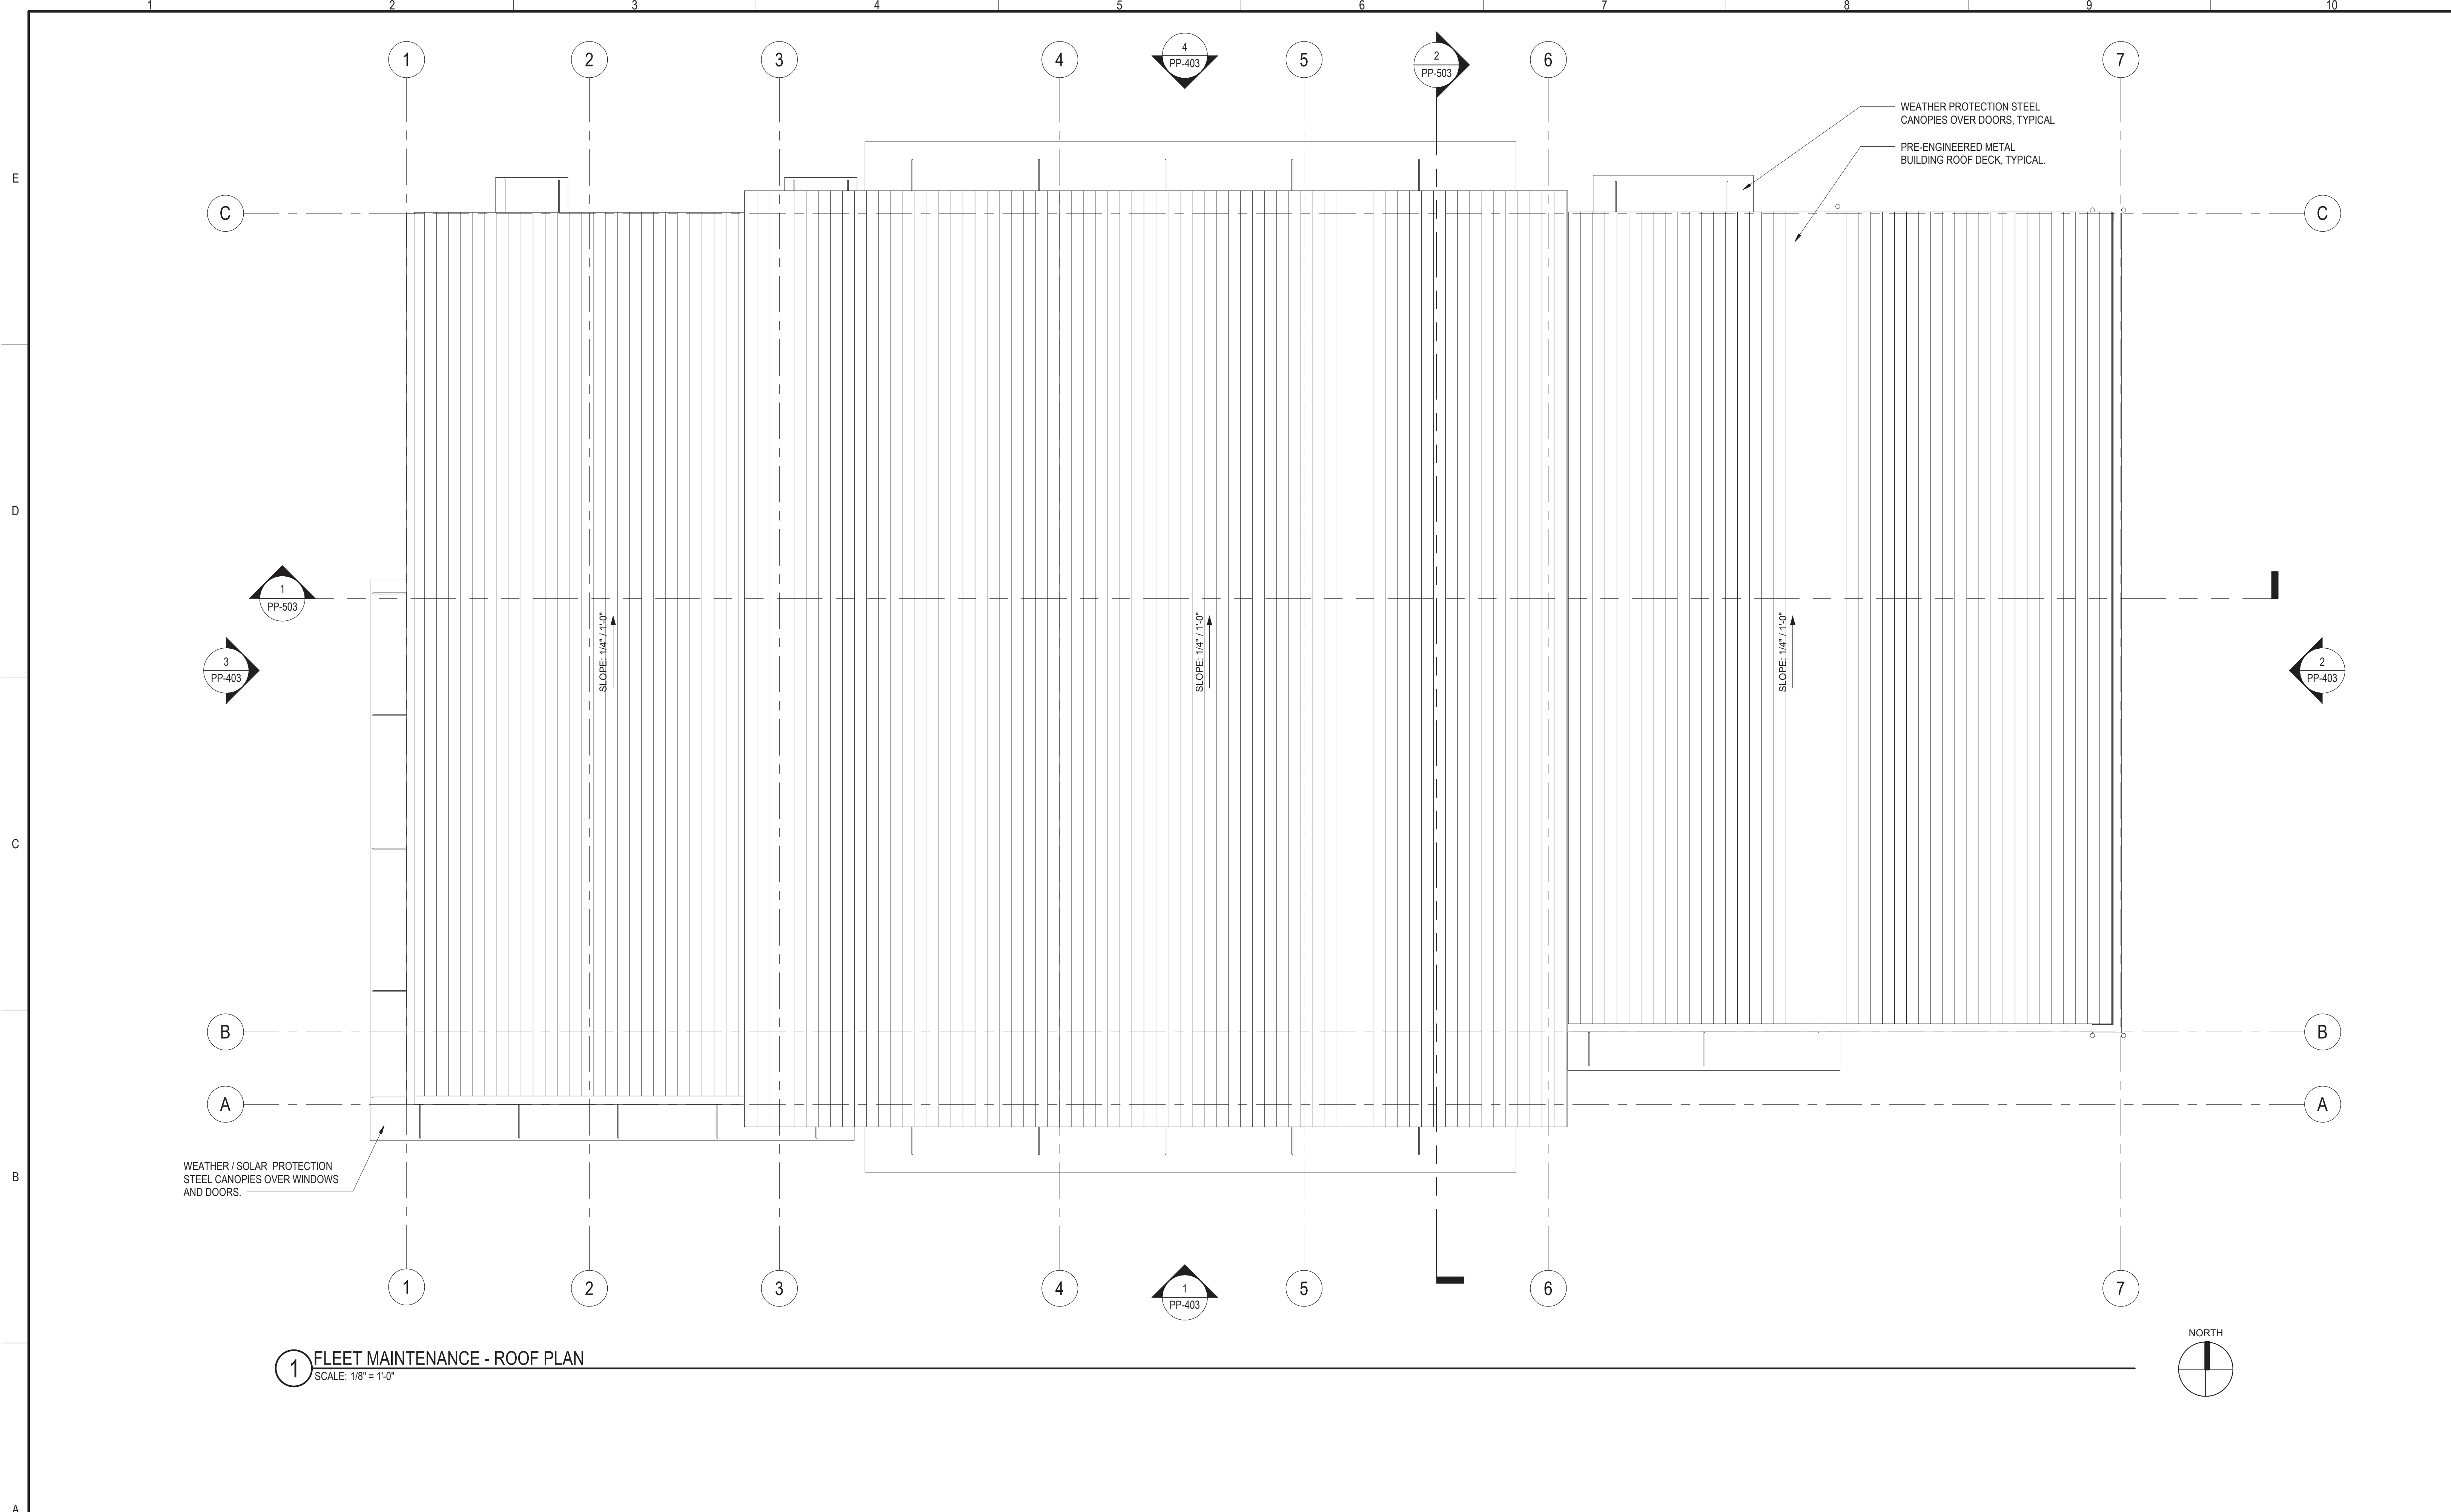 1 2 3 4 5 6 7 8 9 10
1 2 3 4 5 6 7
4
PP-403
2
PP-503
WEATHER PROTECTION STEEL
CANOPIES OVER DOORS, TYPICAL
PRE-ENGINEERED METAL
BUILDING ROOF DECK, TYPICAL.
E
C C
D
1
PP-503
SLOPE: 1/4" / 1'-0"
SLOPE: 1/4" / 1'-0"
SLOPE: 1/4" / 1'-0"
3
PP-403
2
PP-403
C
B B
A A
WEATHER / SOLAR PROTECTION
STEEL CANOPIES OVER WINDOWS
AND DOORS.
B
1 2 3 4 5 6 7
1
PP-403
NORTH
1 FLEET MAINTENANCE - ROOF PLAN
SCALE: 1/8" = 1'-0"
A